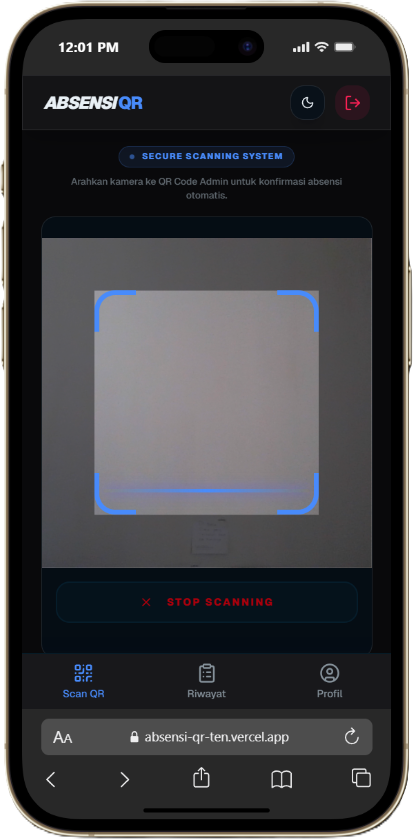 12:01 PM
ABSENSIQR
SECURE SCANNING SYSTEM
Arahkan kamera ke QR Code Admin untuk konfirmasi absensi
otomatis.
STOP SCANNING
Scan QR
Riwayat
Profil
AA
absensi-qr-ten.vercel.app